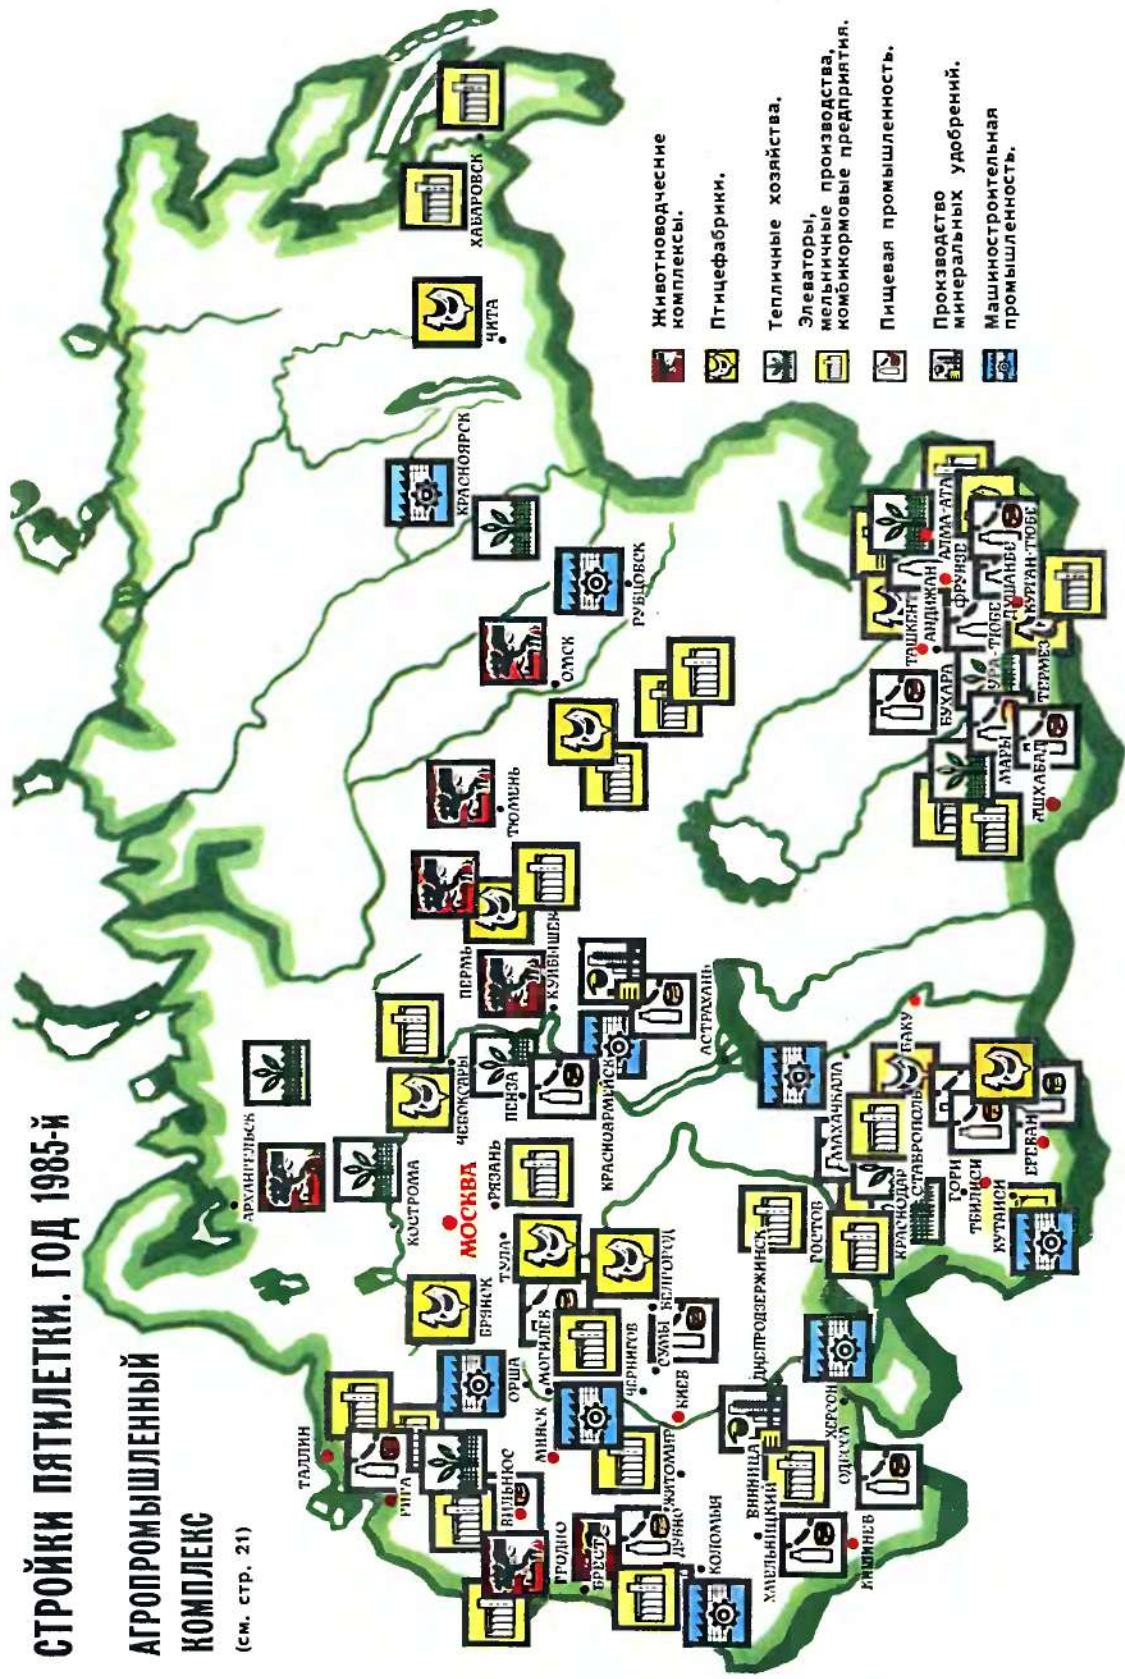 СТРОЙКИ ПЯТИЛЕТКИ. ГОД 1985-й
АГРОПРОМЫШЛЕННЫЙ
КОМПЛЕКС
(см. стр. 21)
ТАЛЛИН
РИГА
ВИЛЬНЮС
ГРОДНО
БРЕСТ
МИНСК
ОРША
МОГИЛЕВ
БРЯНСК
ТУЛА
МОСКВА
РЯЗАНЬ
КОСТРОМА
АРХАНГЕЛЬСК
ЧЕБОКСАРЫ
ПЕНЗА
ПЕРМЬ
КУЙБЫШЕВ
КРАСНОАРМЕЙСК
АСТРАХАНЬ
ТЮМЕНЬ
ОМСК
РУБЦОВСК
КРАСНОЯРСК
ЧИТА
ХАБАРОВСК
ЧЕРНИГОВ
СУМЫ
БЕЛГОРОД
КИЕВ
ЖИТОМИР
ДУБНО
КОЛОМЫЯ
ВИННИЦА
ХМЕЛЬНИЦКИЙ
ДНЕПРОДЗЕРЖИНСК
ХЕРСОН
ОДЕССА
КИШИНЕВ
РОСТОВ
КРАСНОДАР
СТАВРОПОЛЬ
МАХАЧКАЛА
ГОРИ
ТБИЛИСИ
КУТАИСИ
ЕРЕВАН
БАКУ
АШХАБАД
МАРЫ
БУХАРА
ТЕРМЕЗ
УРА-ТЮБЕ
ТАШКЕНТ
АНДИЖАН
ФРУНЗЕ
АЛМА-АТА
ДУШАНБЕ
КУРГАН-ТЮБЕ
Животноводческие
комплексы.
Птицефабрики.
Тепличные хозяйства.
Элеваторы,
мельничные производства,
комбикормовые предприятия.
Пищевая промышленность.
Производство
минеральных удобрений.
Машиностроительная
промышленность.